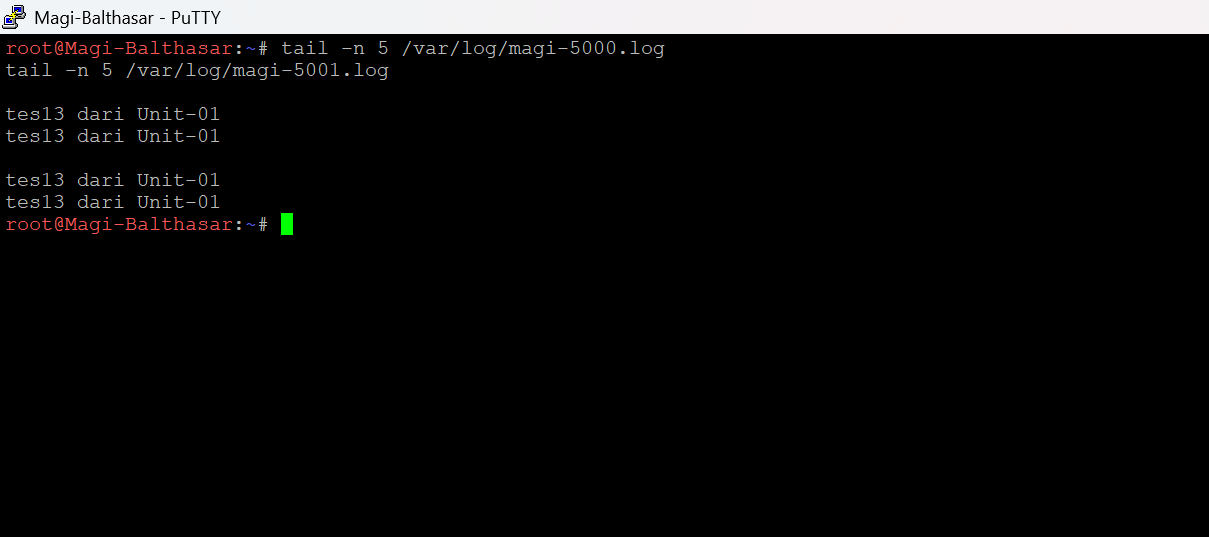 Magi-Balthasar - PuTTY
root@Magi-Balthasar:~# tail -n 5 /var/log/magi-5000.log
tail -n 5 /var/log/magi-5001.log
tes13 dari Unit-01
tes13 dari Unit-01
tes13 dari Unit-01
tes13 dari Unit-01
root@Magi-Balthasar:~#